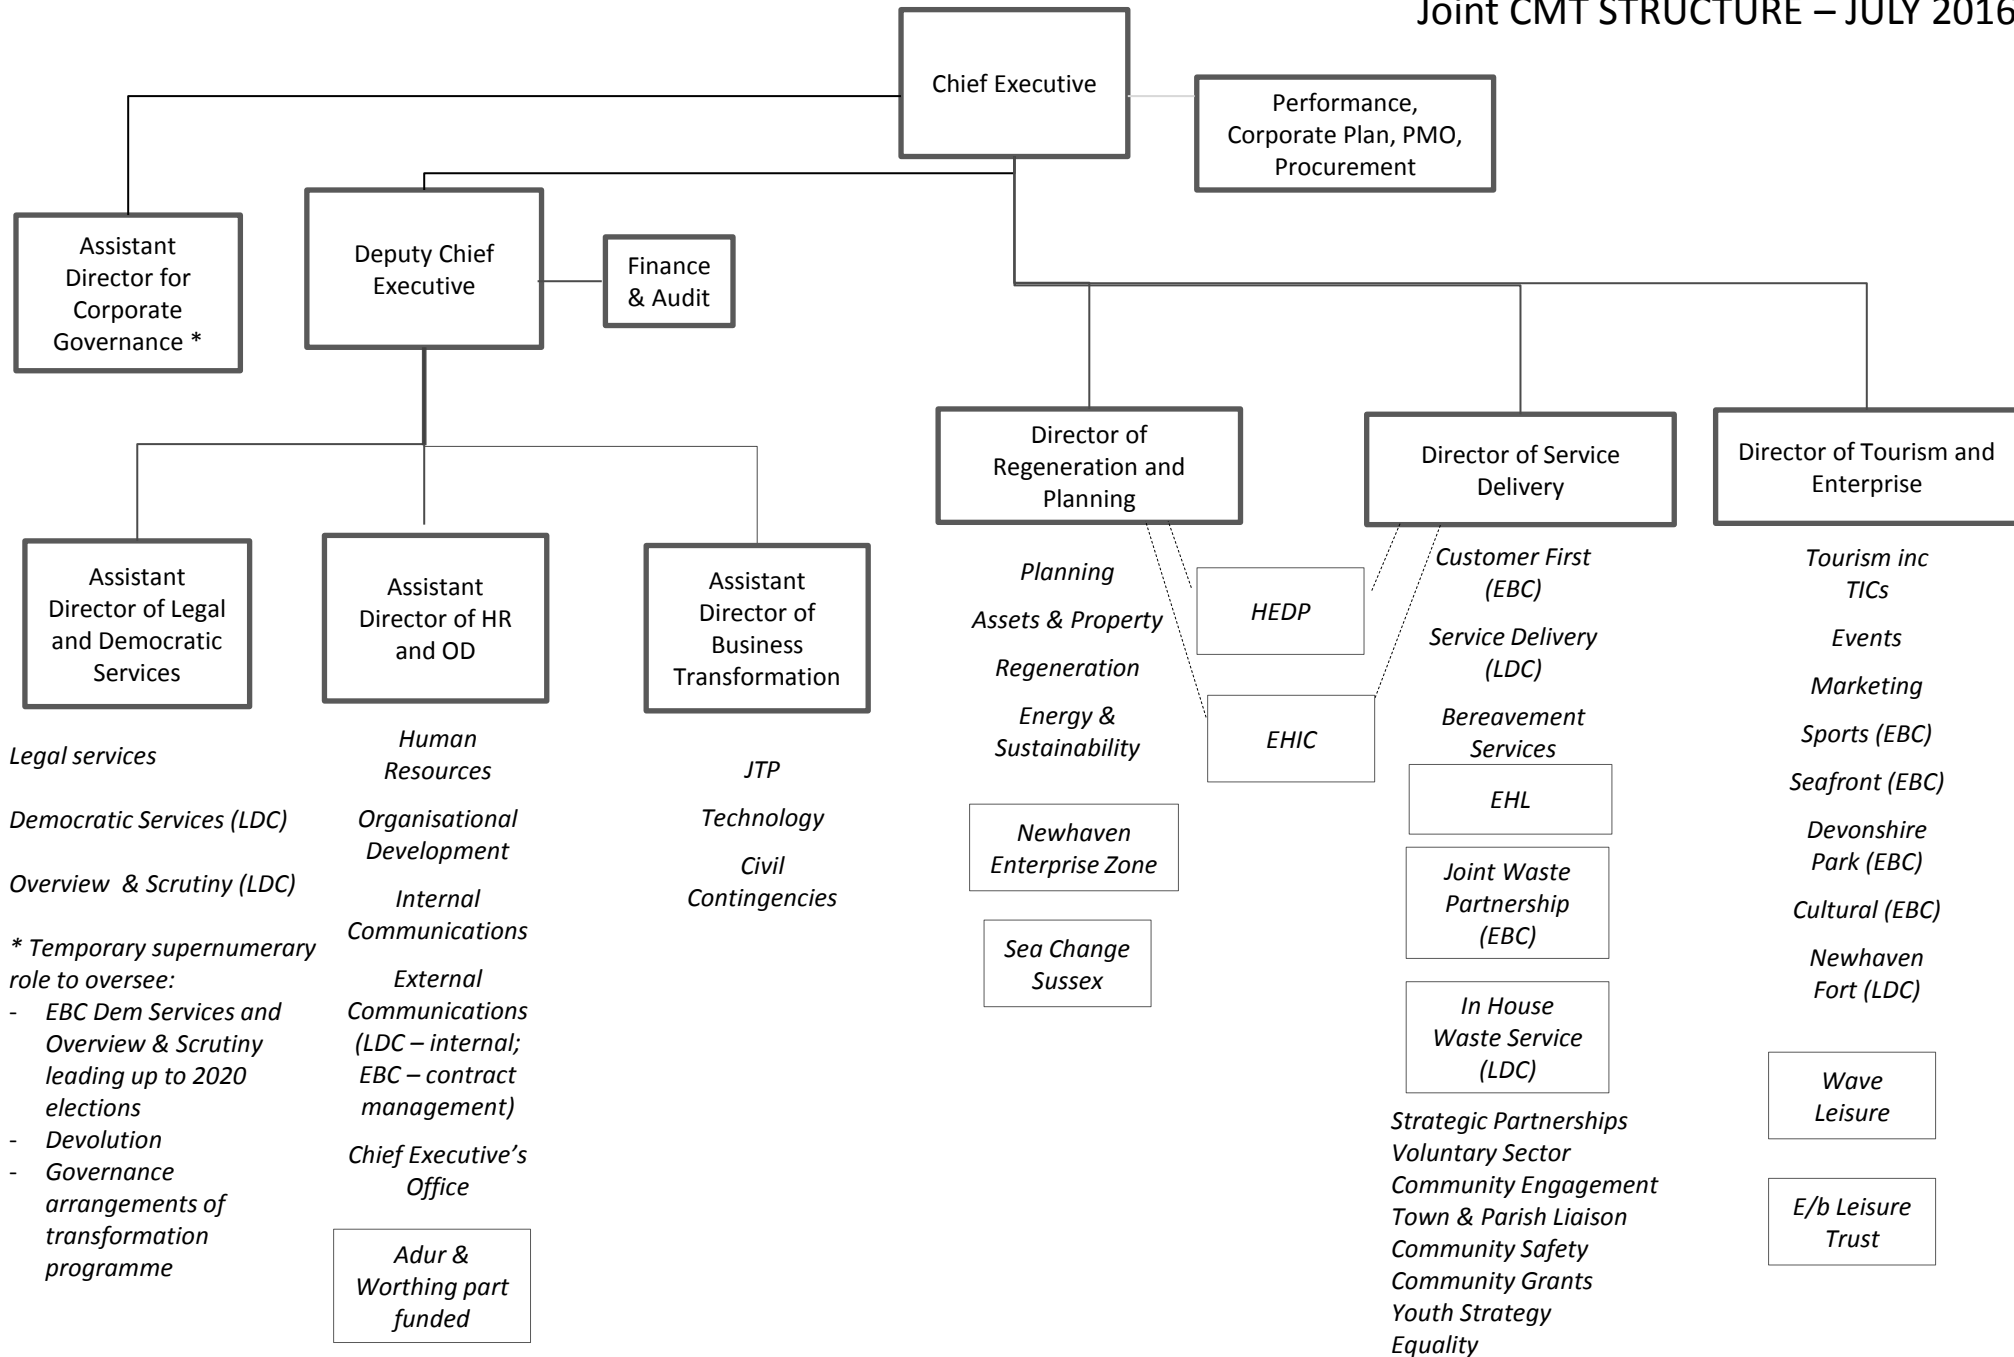 Joint CMT STRUCTURE – JULY 2016
Chief Executive
Performance,
Corporate Plan, PMO,
Procurement
Assistant
Director for
Corporate
Governance *
Deputy Chief
Executive
Finance
& Audit
Director of
Regeneration and
Planning
Director of Service
Delivery
Director of Tourism and
Enterprise
Assistant
Director of Legal
and Democratic
Services
Assistant
Director of HR
and OD
Assistant
Director of
Business
Transformation
Legal services
Democratic Services (LDC)
Overview & Scrutiny (LDC)
* Temporary supernumerary
role to oversee:
- EBC Dem Services and
Overview & Scrutiny
leading up to 2020
elections
- Devolution
- Governance
arrangements of
transformation
programme
Human
Resources
Organisational
Development
Internal
Communications
External
Communications
(LDC – internal;
EBC – contract
management)
Chief Executive’s
Office
Adur &
Worthing part
funded
JTP
Technology
Civil
Contingencies
Planning
Assets & Property
Regeneration
Energy &
Sustainability
Newhaven
Enterprise Zone
Sea Change
Sussex
HEDP
EHIC
Customer First
(EBC)
Service Delivery
(LDC)
Bereavement
Services
EHL
Joint Waste
Partnership
(EBC)
In House
Waste Service
(LDC)
Strategic Partnerships
Voluntary Sector
Community Engagement
Town & Parish Liaison
Community Safety
Community Grants
Youth Strategy
Equality
Tourism inc
TICs
Events
Marketing
Sports (EBC)
Seafront (EBC)
Devonshire
Park (EBC)
Cultural (EBC)
Newhaven
Fort (LDC)
Wave
Leisure
E/b Leisure
Trust